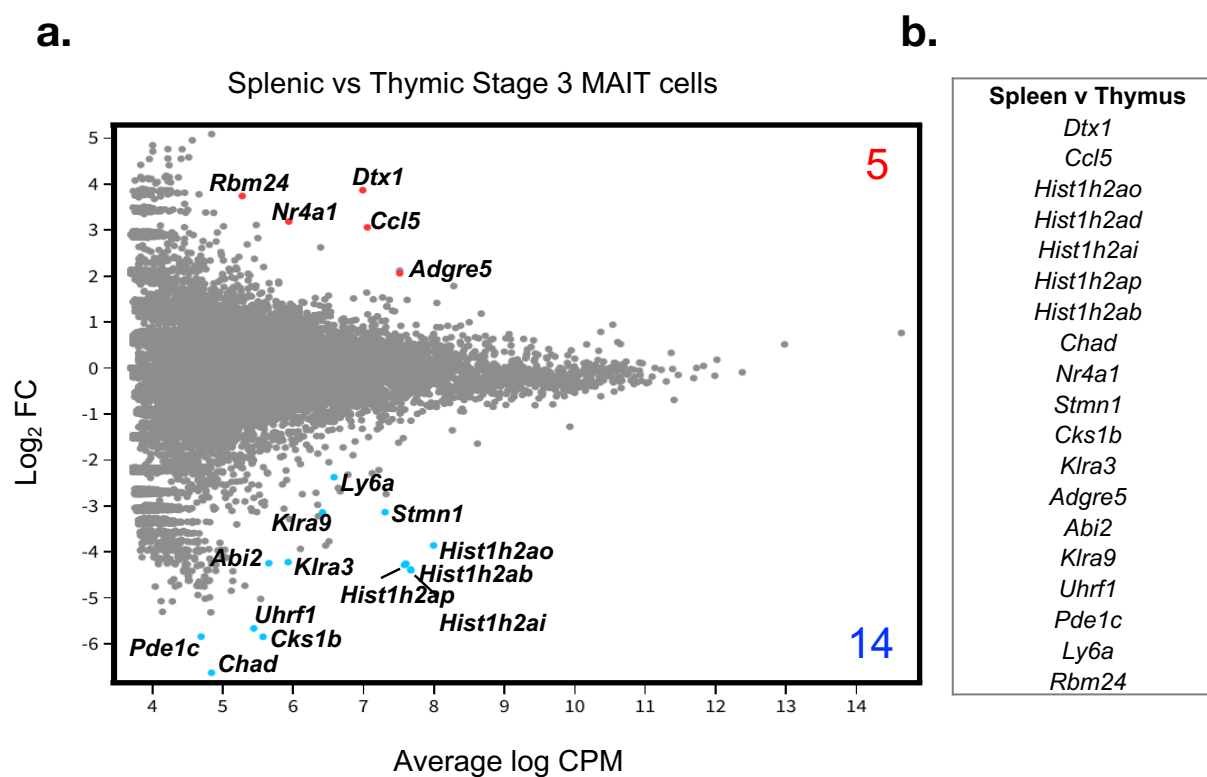 a.
b.
Splenic vs Thymic Stage 3 MAIT cells
5
4
3
2
1
0
-1
-2
-3
-4
-5
-6
Log2 FC
5
Rbm24
Dtx1
Nr4a1
Ccl5
Adgre5
Ly6a
Klra9
Stmn1
Abi2
Klra3
Hist1h2ao
Hist1h2ab
Hist1h2ap
Hist1h2ai
Uhrf1
Cks1b
Pde1c
Chad
14
4 5 6 7 8 9 10 11 12 13 14
Average log CPM
Spleen v Thymus
Dtx1
Ccl5
Hist1h2ao
Hist1h2ad
Hist1h2ai
Hist1h2ap
Hist1h2ab
Chad
Nr4a1
Stmn1
Cks1b
Klra3
Adgre5
Abi2
Klra9
Uhrf1
Pde1c
Ly6a
Rbm24